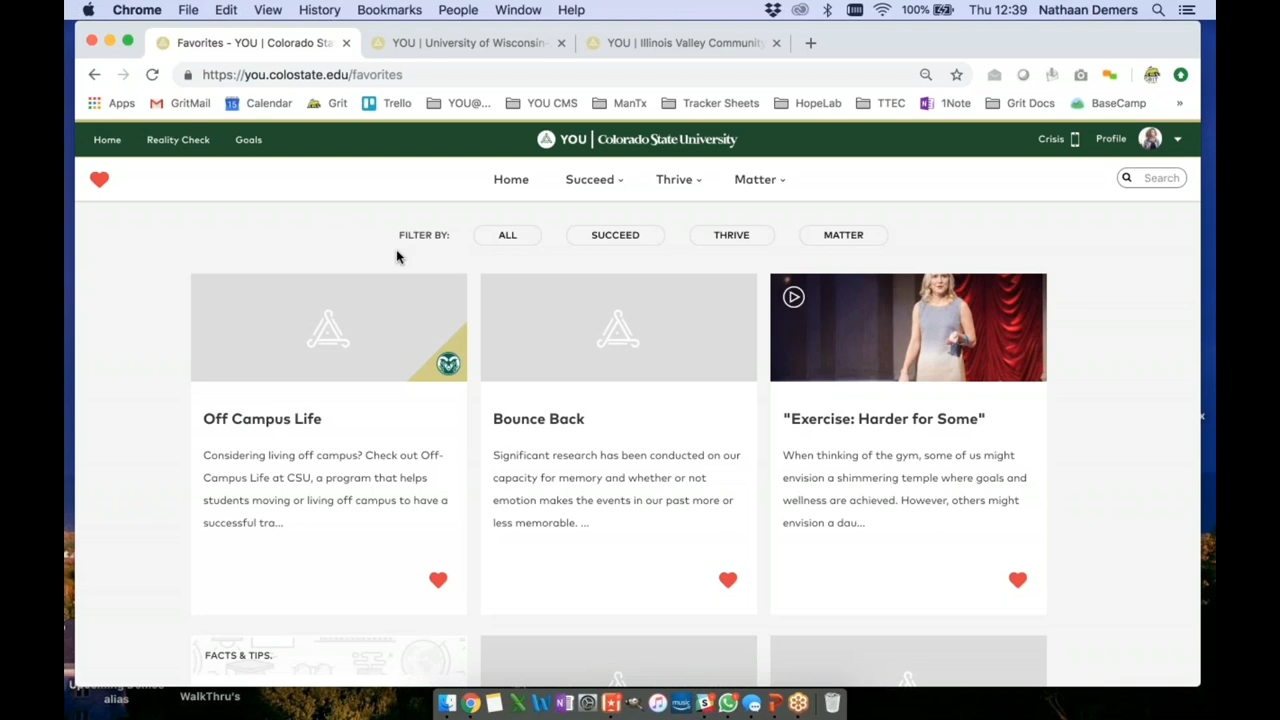 Chrome File Edit View History Bookmarks People Window Help 100% Thu 12:39 Nathaan Demers
Favorites - YOU | Colorado Sta YOU | University of Wisconsin- YOU | Illinois Valley Community
https://you.colostate.edu/favorites
Apps GritMail Calendar Grit Trello YOU@... YOU CMS ManTx Tracker Sheets HopeLab TTEC 1Note Grit Docs BaseCamp »
Home Reality Check Goals YOU | Colorado State University Crisis Profile
Home Succeed Thrive Matter Search
FILTER BY: ALL SUCCEED THRIVE MATTER
Off Campus Life
Considering living off campus? Check out Off-
Campus Life at CSU, a program that helps
students moving or living off campus to have a
successful tra...
Bounce Back
Significant research has been conducted on our
capacity for memory and whether or not
emotion makes the events in our past more or
less memorable. ...
"Exercise: Harder for Some"
When thinking of the gym, some of us might
envision a shimmering temple where goals and
wellness are achieved. However, others might
envision a dau...
FACTS & TIPS.
alias
WalkThru's
music